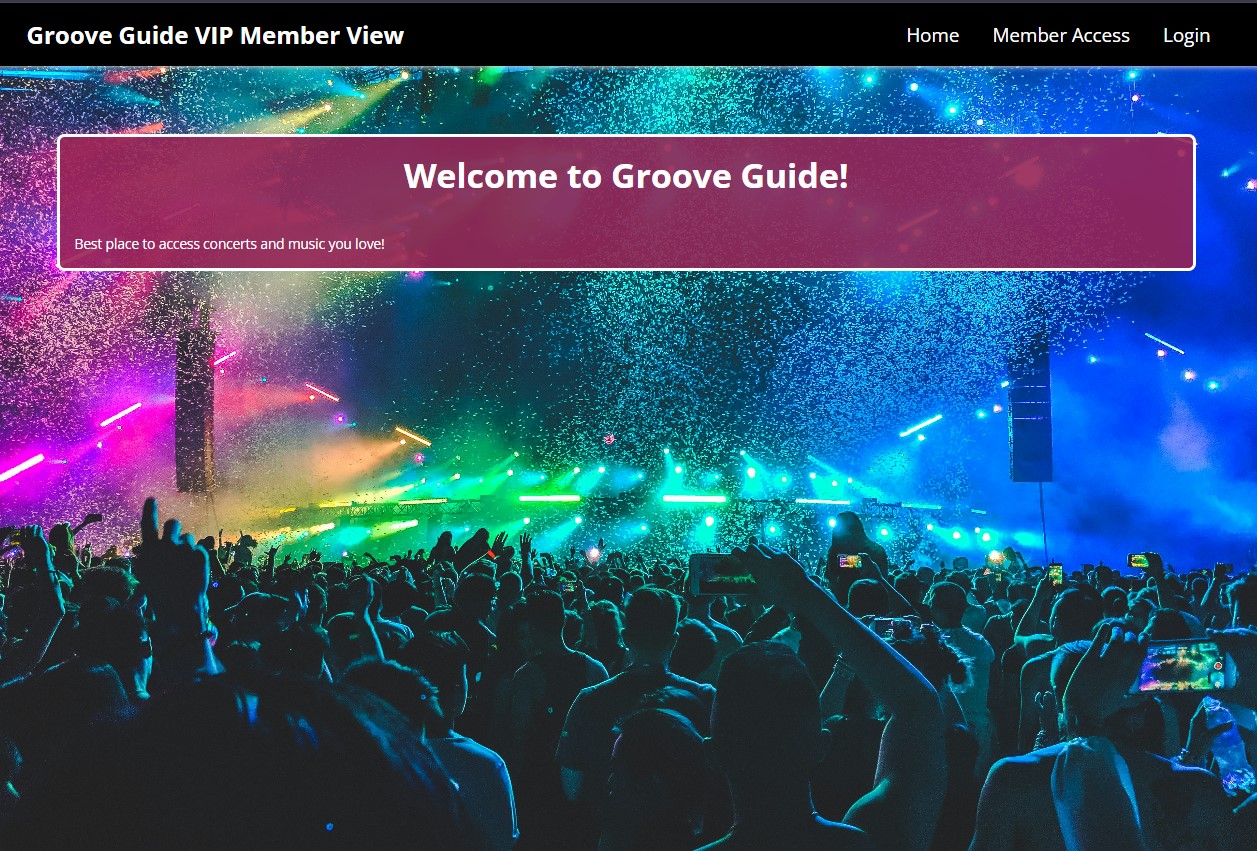 Groove Guide VIP Member View
Home Member Access Login
Welcome to Groove Guide!
Best place to access concerts and music you love!